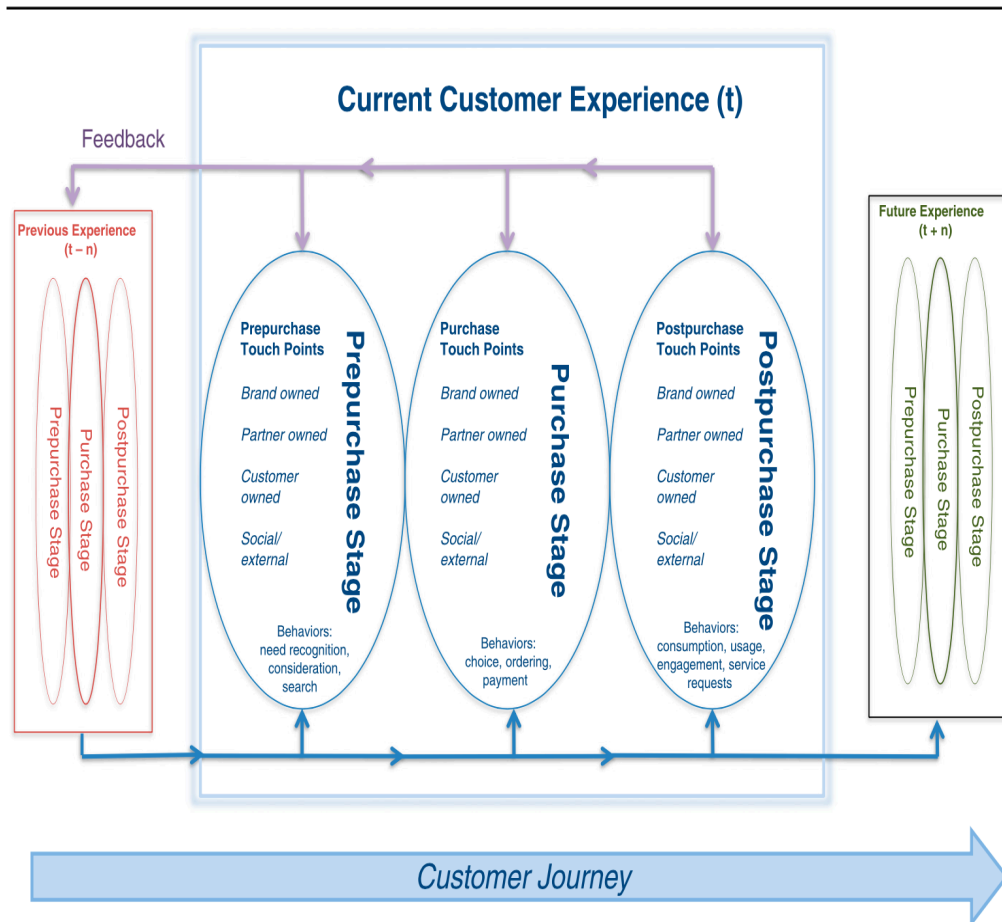 Current Customer Experience (t)
Feedback
Previous Experience
(t – n)
Prepurchase Stage
Purchase Stage
Postpurchase Stage
Prepurchase
Touch Points
Brand owned
Partner owned
Customer
owned
Social/
external
Prepurchase Stage
Behaviors:
need recognition,
consideration,
search
Purchase
Touch Points
Brand owned
Partner owned
Customer
owned
Social/
external
Purchase Stage
Behaviors:
choice, ordering,
payment
Postpurchase
Touch Points
Brand owned
Partner owned
Customer
owned
Social/
external
Postpurchase Stage
Behaviors:
consumption, usage,
engagement, service
requests
Future Experience
(t + n)
Prepurchase Stage
Purchase Stage
Postpurchase Stage
Customer Journey